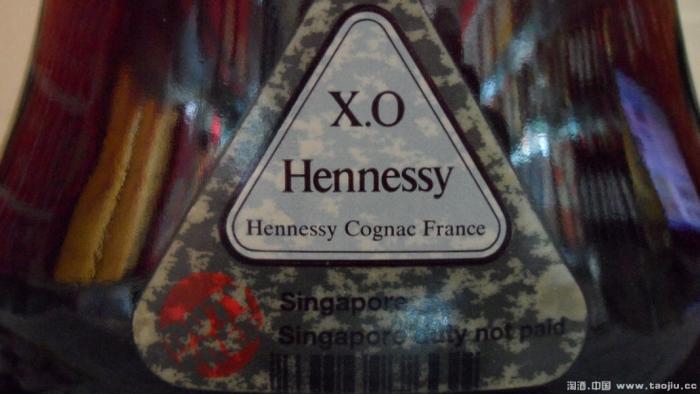 X.O
Hennessy
Hennessy Cognac France
Singapore
Singapore duty not paid
淘酒.中国 www.taojiu.cc